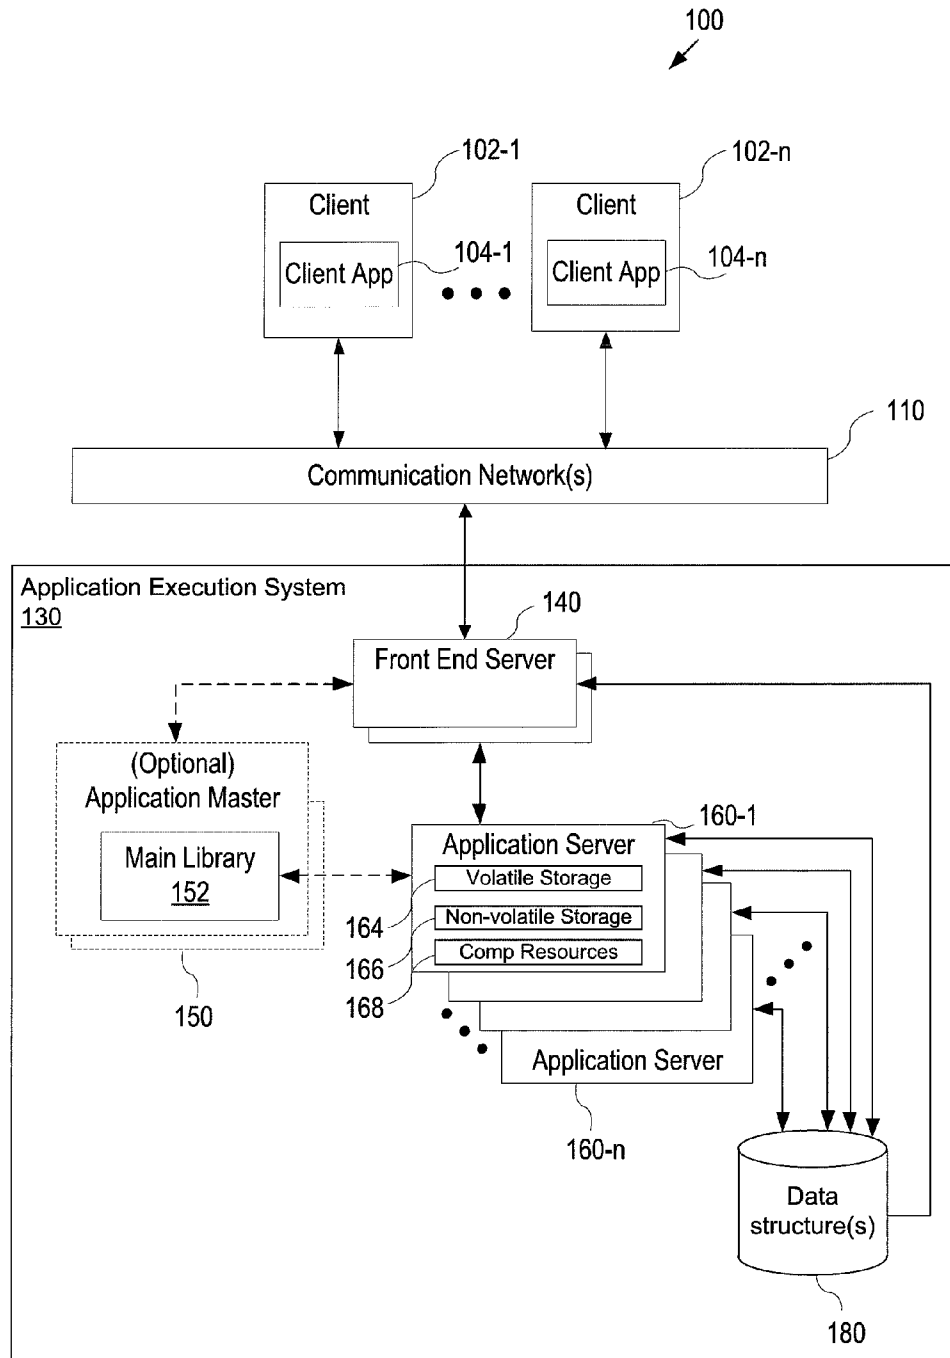 100
102-1
102-n
Client
Client
104-1
104-n
Client App
Client App
110
Communication Network(s)
Application Execution System
130
140
Front End Server
(Optional)
Application Master
160-1
Main Library
152
Application Server
Volatile Storage
164
Non-volatile Storage
166
Comp Resources
168
150
Application Server
160-n
Data
structure(s)
180